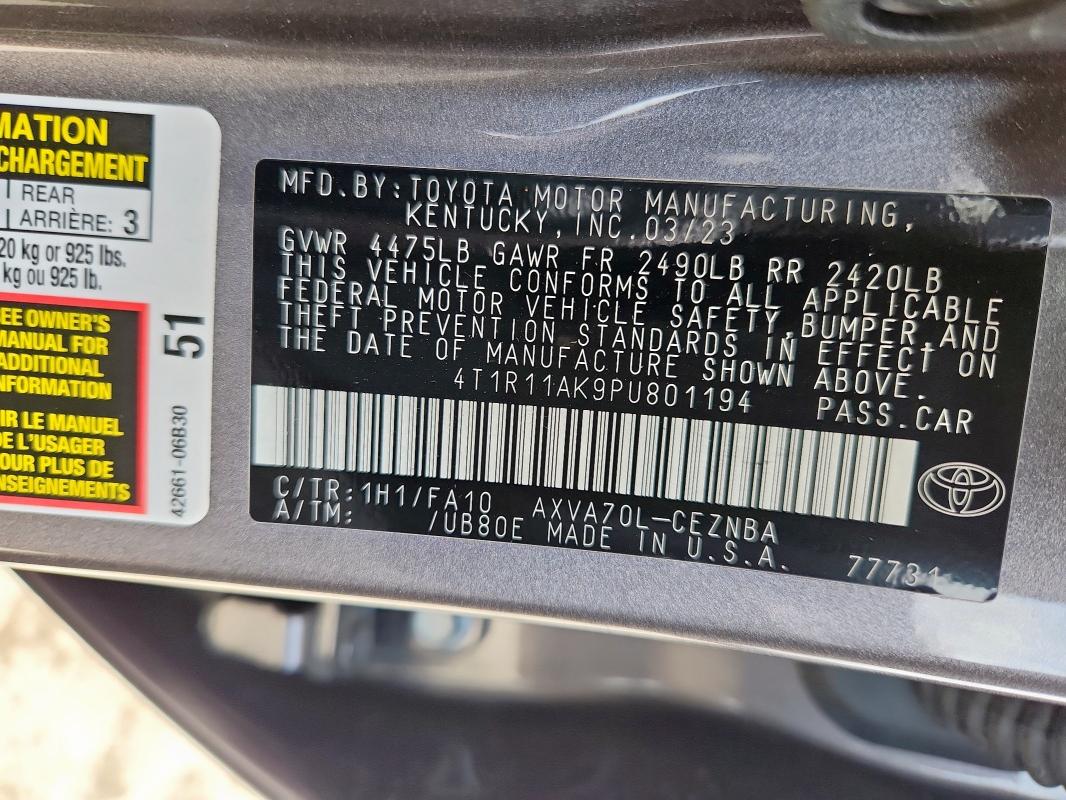 MATION
CHARGEMENT
REAR
ARRIÈRE: 3
20 kg or 925 lbs.
kg ou 925 lb.
SEE OWNER'S
MANUAL FOR
ADDITIONAL
INFORMATION
IR LE MANUEL
DE L'USAGER
POUR PLUS DE
NSEIGNEMENTS
51
42661-06B30
MFD.BY:TOYOTA MOTOR MANUFACTURING,
KENTUCKY,INC.03/23
GVWR 4475LB GAWR FR 2490LB RR 2420LB
THIS VEHICLE CONFORMS TO ALL APPLICABLE
FEDERAL MOTOR VEHICLE SAFETY,BUMPER,AND
THEFT PREVENTION STANDARDS IN EFFECT ON
THE DATE OF MANUFACTURE SHOWN ABOVE.
4T1R11AK9PU801194 PASS.CAR
C/TR:1H1/FA10 AXVA70L-CEZNBA
A/TM: /UB80E MADE IN U.S.A.